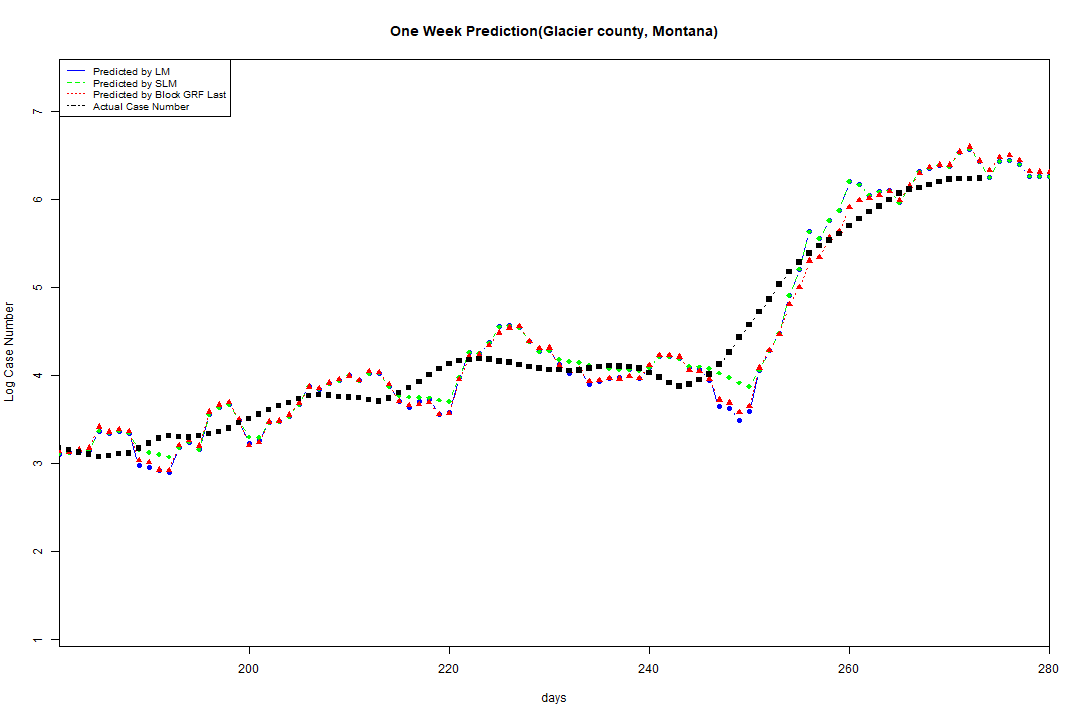 One Week Prediction(Glacier county, Montana)
Predicted by LM
Predicted by SLM
Predicted by Block GRF Last
Actual Case Number
7
6
5
4
3
2
1
Log Case Number
200 220 240 260 280
days